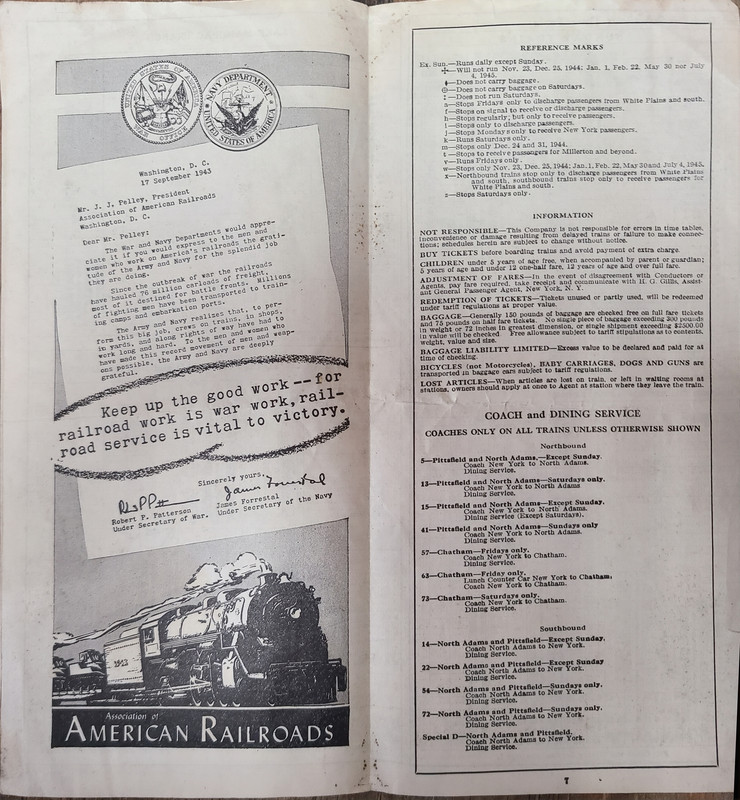 UNITED STATES OF AMERICA
WAR OFFICE
NAVY DEPARTMENT
UNITED STATES OF AMERICA
Washington, D. C.
17 September 1943
Mr. J. J. Pelley, President
Association of American Railroads
Washington, D. C.
Dear Mr. Pelley:
The War and Navy Departments would appre-
ciate it if you would express to the men and
women who work on America's railroads the grati-
tude of the Army and Navy for the splendid job
they are doing.
Since the outbreak of war the railroads
have hauled 76 million carloads of freight,
most of it destined for battle fronts. Millions
of fighting men have been transported to train-
ing camps and embarkation ports.
The Army and Navy realizes that, to per-
form this big job, crews on trains, in shops,
in yards, and along rights of way have had to
work long and hard. To the men and women who
have made this record movement of men and weap-
ons possible, the Army and Navy are deeply
grateful.
Keep up the good work -- for
railroad work is war work, rail-
road service is vital to victory.
Sincerely yours,
Robert P. Patterson
Under Secretary of War.
James Forrestal
James Forrestal
Under Secretary of the Navy
1943
Association of
AMERICAN RAILROADS
REFERENCE MARKS
Ex. Sun.—Runs daily except Sunday.
✠—Will not run Nov. 23, Dec. 25, 1944; Jan. 1, Feb. 22, May 30 nor July
4, 1945.
—Does not carry baggage.
⊕—Does not carry baggage on Saturdays.
—Does not run Saturdays.
a—Stops Fridays only to discharge passengers from White Plains and south.
f—Stops on signal to receive or discharge passengers.
h—Stops regularly, but only to receive passengers.
i—Stops only to discharge passengers.
j—Stops Mondays only to receive New York passengers.
k—Runs Saturdays only.
m—Stops only Dec. 24 and 31, 1944.
t—Stops to receive passengers for Millerton and beyond.
v—Runs Fridays only.
w—Stops only Nov. 23, Dec. 25, 1944; Jan. 1, Feb. 22, May 30 and July 4, 1945.
x—Northbound trains stop only to discharge passengers from White Plains
and south, southbound trains stop only to receive passengers for
White Plains and south.
z—Stops Saturdays only.
INFORMATION
NOT RESPONSIBLE—This Company is not responsible for errors in time tables,
inconvenience or damage resulting from delayed trains or failure to make connec-
tions; schedules herein are subject to change without notice.
BUY TICKETS before boarding trains and avoid payment of extra charge.
CHILDREN under 5 years of age free, when accompanied by parent or guardian;
5 years of age and under 12 one-half fare, 12 years of age and over full fare.
ADJUSTMENT OF FARES—In the event of disagreement with Conductors or
Agents, pay fare required, take receipt and communicate with H. G. Gilks, Assist-
ant General Passenger Agent, New York, N. Y.
REDEMPTION OF TICKETS—Tickets unused or partly used, will be redeemed
under tariff regulations at proper value.
BAGGAGE—Generally 150 pounds of baggage are checked free on full fare tickets
and 75 pounds on half fare tickets. No single piece of baggage exceeding 300 pounds
in weight or 72 inches in greatest dimension, or single shipment exceeding $2500.00
in value will be checked. Free allowance subject to tariff stipulations as to contents,
weight, value and size.
BAGGAGE LIABILITY LIMITED—Excess value to be declared and paid for at
time of checking.
BICYCLES (not Motorcycles), BABY CARRIAGES, DOGS AND GUNS are
transported in baggage cars subject to tariff regulations.
LOST ARTICLES—When articles are lost on train, or left in waiting rooms at
stations, owners should apply at once to Agent at station where they leave the train.
COACH and DINING SERVICE
COACHES ONLY ON ALL TRAINS UNLESS OTHERWISE SHOWN
Northbound
5—Pittsfield and North Adams,—Except Sunday.
Coach New York to North Adams.
Dining Service.
13—Pittsfield and North Adams—Saturdays only.
Coach New York to North Adams
Dining Service.
15—Pittsfield and North Adams—Except Sunday.
Coach New York to North Adams.
Dining Service (Except Saturdays).
41—Pittsfield and North Adams—Sundays only
Coach New York to North Adams.
Dining Service.
57—Chatham—Fridays only.
Coach New York to Chatham.
Dining Service.
63—Chatham—Friday only.
Lunch Counter Car New York to Chatham.
Coach New York to Chatham.
73—Chatham—Saturdays only.
Coach New York to Chatham.
Dining Service.
Southbound
14—North Adams and Pittsfield—Except Sunday.
Coach North Adams to New York.
Dining Service.
22—North Adams and Pittsfield—Except Sunday
Coach North Adams to New York.
Dining Service.
54—North Adams and Pittsfield—Sundays only.
Coach North Adams to New York.
Dining Service.
72—North Adams and Pittsfield—Sundays only.
Coach North Adams to New York.
Dining Service.
Special D—North Adams and Pittsfield.
Coach North Adams to New York.
Dining Service.
7